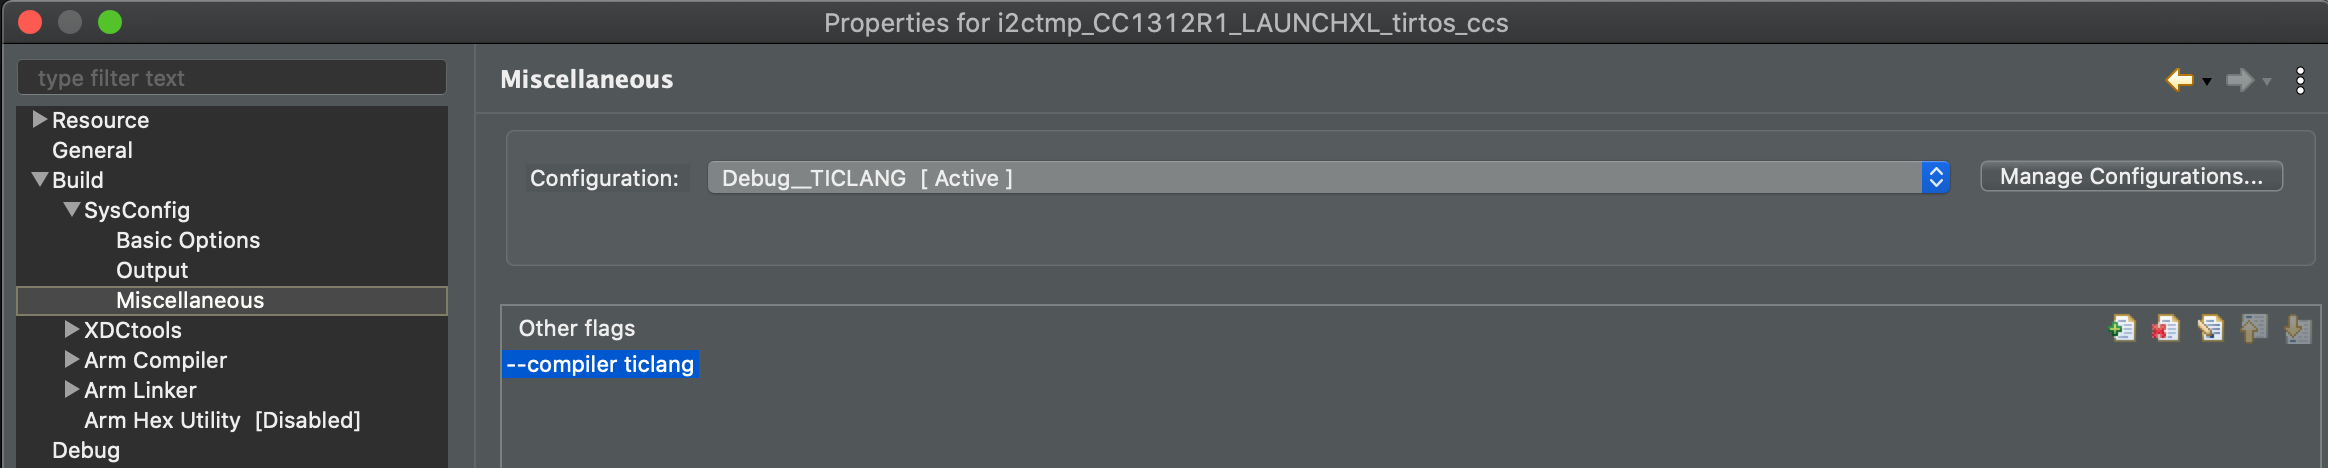 Properties for i2ctmp_CC1312R1_LAUNCHXL_tirtos_ccs
type filter text
Resource
General
Build
SysConfig
Basic Options
Output
Miscellaneous
XDCtools
Arm Compiler
Arm Linker
Arm Hex Utility [Disabled]
Debug
Miscellaneous
Configuration: Debug__TICLANG [ Active ] Manage Configurations...
Other flags
--compiler ticlang